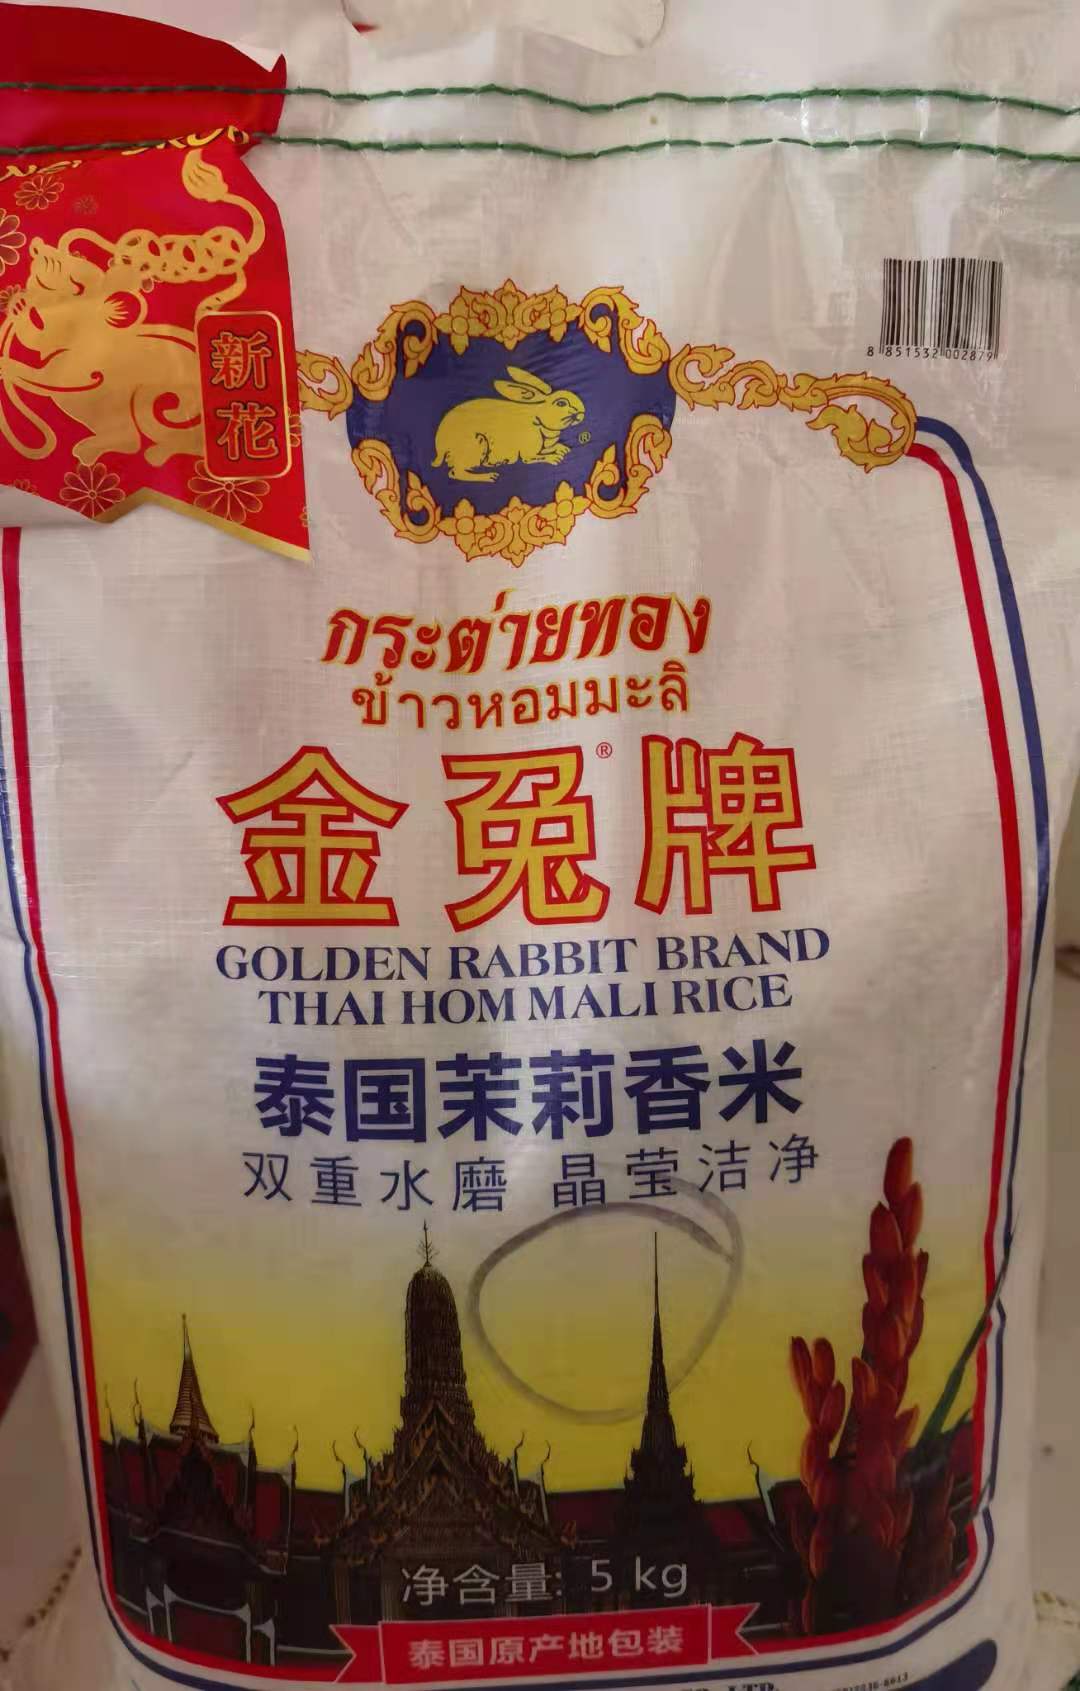 新
花
8 851532 002879
®
กระต่ายทอง
ข้าวหอมมะลิ
金兔牌®
GOLDEN RABBIT BRAND
THAI HOM MALI RICE
泰国茉莉香米
双重水磨 晶莹洁净
净含量: 5 kg
泰国原产地包装